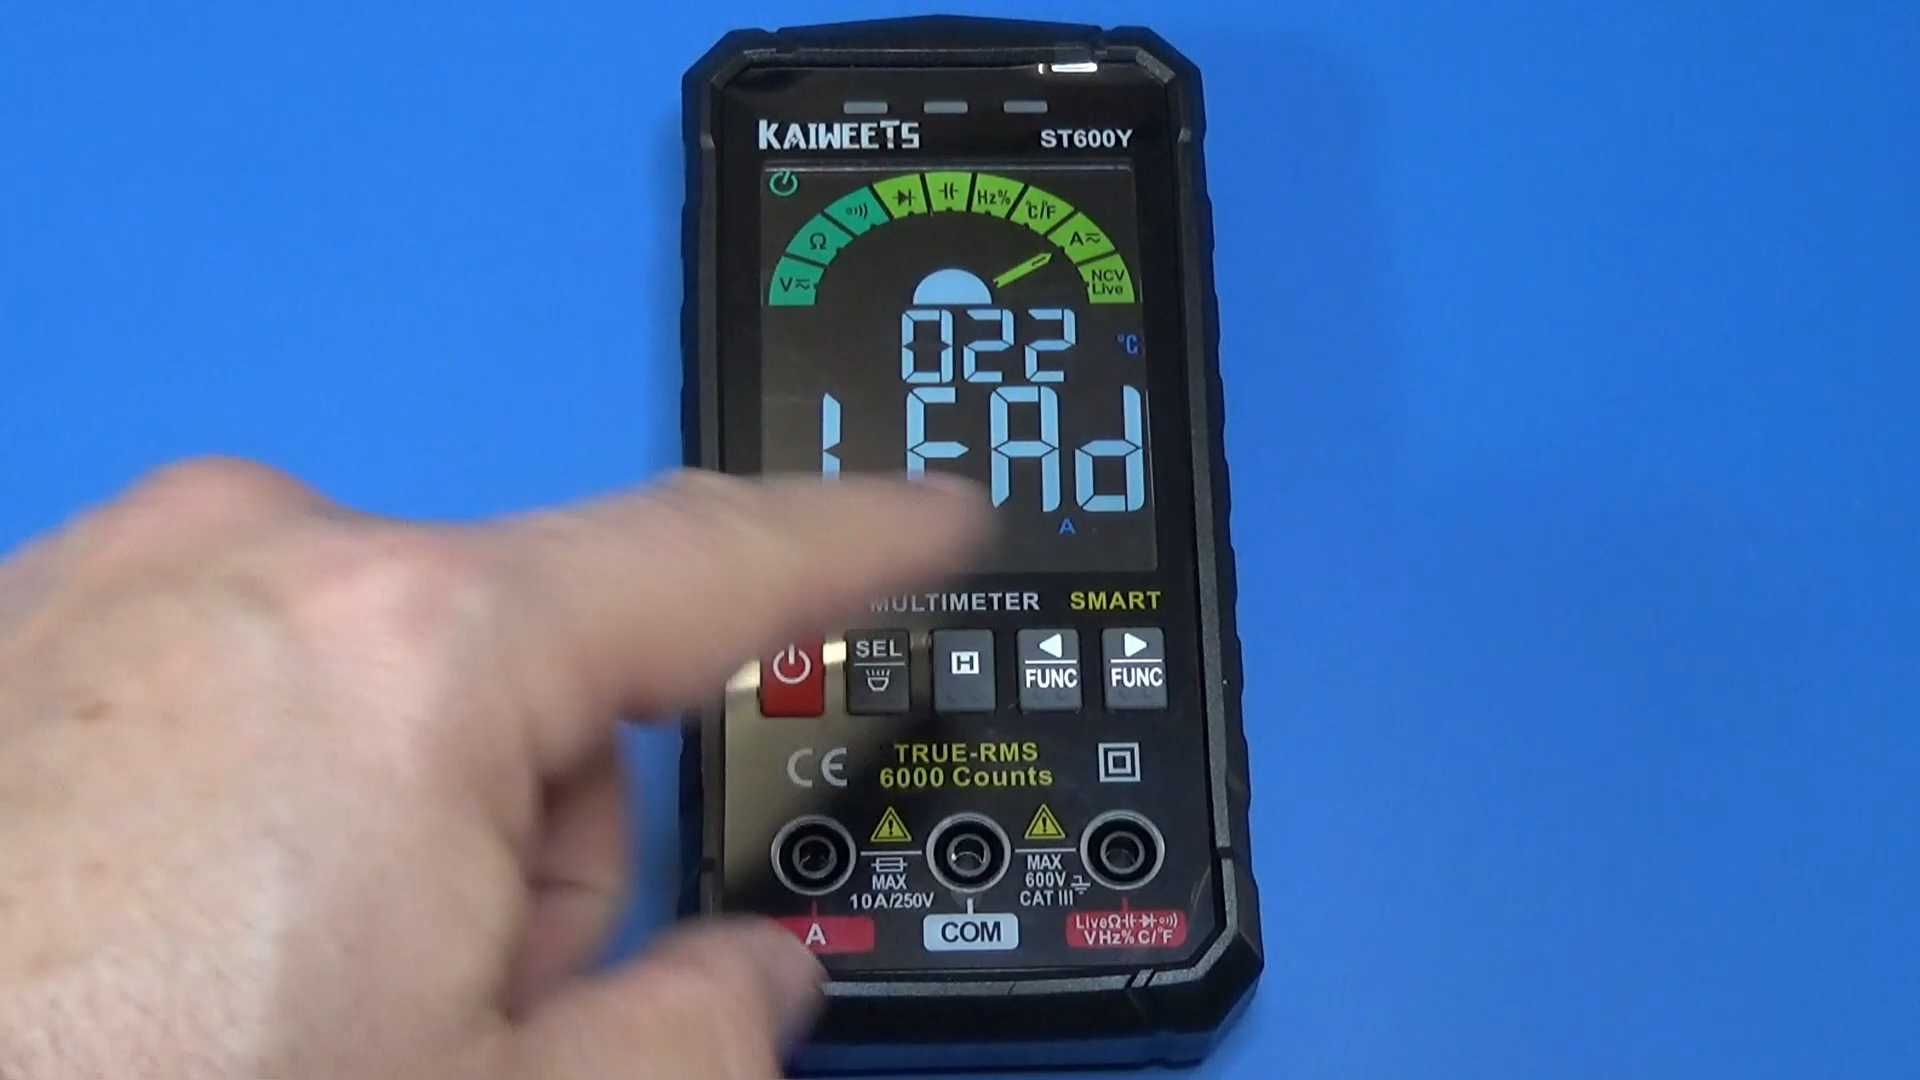 KAIWEETS
ST600Y
V Ω Hz% °C/°F A NCV
Live
022 °C
LEAd
A
MULTIMETER SMART
SEL H FUNC FUNC
CE TRUE-RMS
6000 Counts
MAX
10A/250V
MAX
600V
CAT III
A COM LiveΩ
VHz%C/°F